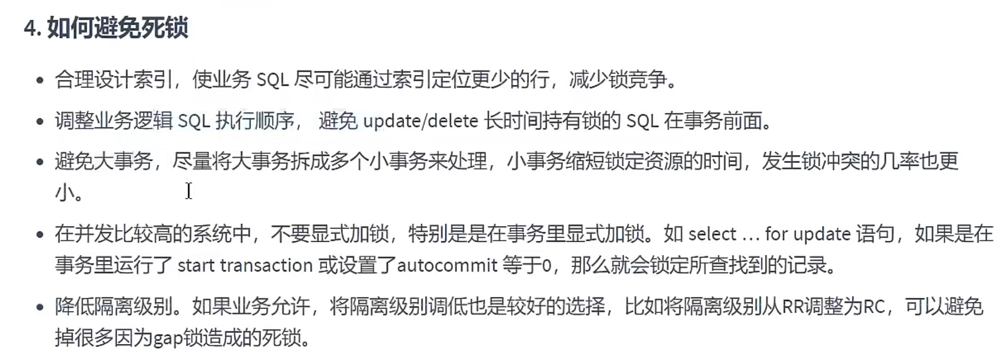 4. 如何避免死锁
• 合理设计索引，使业务 SQL 尽可能通过索引定位更少的行，减少锁竞争。
• 调整业务逻辑 SQL 执行顺序， 避免 update/delete 长时间持有锁的 SQL 在事务前面。
• 避免大事务，尽量将大事务拆成多个小事务来处理，小事务缩短锁定资源的时间，发生锁冲突的几率也更
小。
• 在并发比较高的系统中，不要显式加锁，特别是是在事务里显式加锁。如 select … for update 语句，如果是在
事务里运行了 start transaction 或设置了autocommit 等于0，那么就会锁定所查找到的记录。
• 降低隔离级别。如果业务允许，将隔离级别调低也是较好的选择，比如将隔离级别从RR调整为RC，可以避免
掉很多因为gap锁造成的死锁。